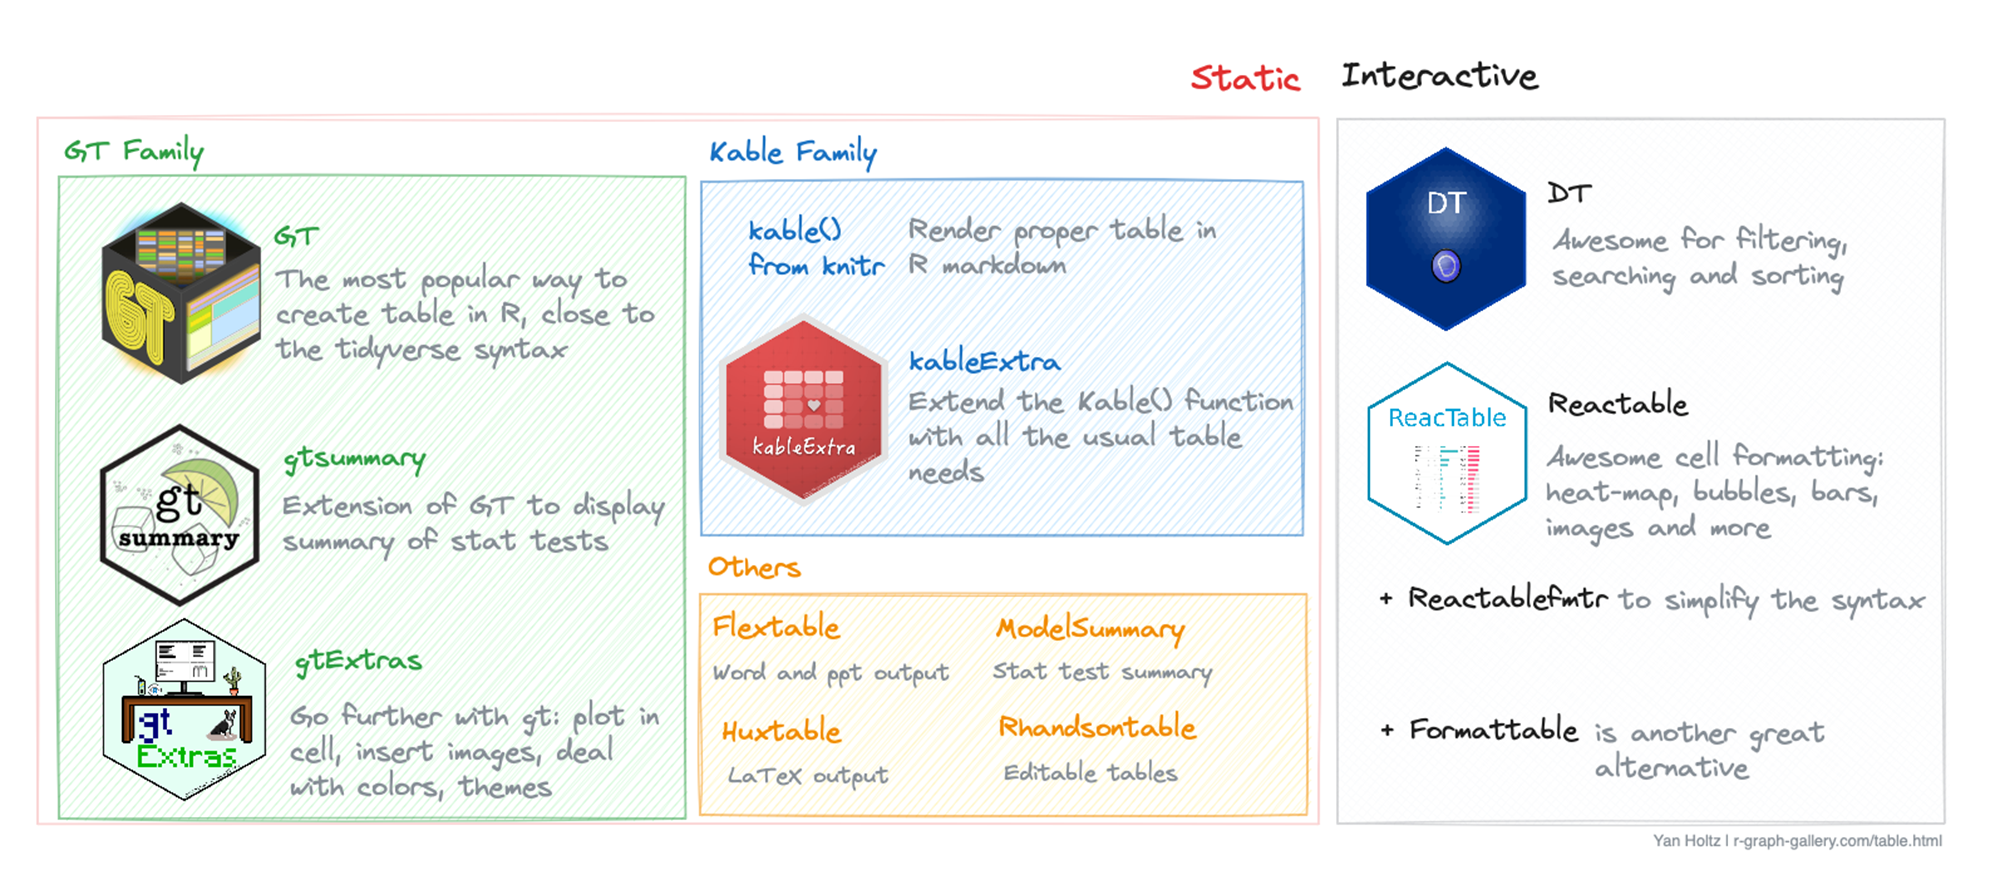 Static
Interactive
GT Family
GT
GT
The most popular way to
create table in R, close to
the tidyverse syntax
gt
summary
gtsummary
Extension of GT to display
summary of stat tests
gt
Extras
gtExtras
Go further with gt: plot in
cell, insert images, deal
with colors, themes
Kable Family
kable()
from knitr
Render proper table in
R markdown
kableExtra
kableExtra
Extend the Kable() function
with all the usual table
needs
Others
Flextable
Word and ppt output
ModelSummary
Stat test summary
Huxtable
LaTeX output
Rhandsontable
Editable tables
DT
DT
Awesome for filtering,
searching and sorting
ReacTable
Reactable
Awesome cell formatting:
heat-map, bubbles, bars,
images and more
+ Reactablefmtr to simplify the syntax
+ Formattable is another great
alternative
Yan Holtz | r-graph-gallery.com/table.html